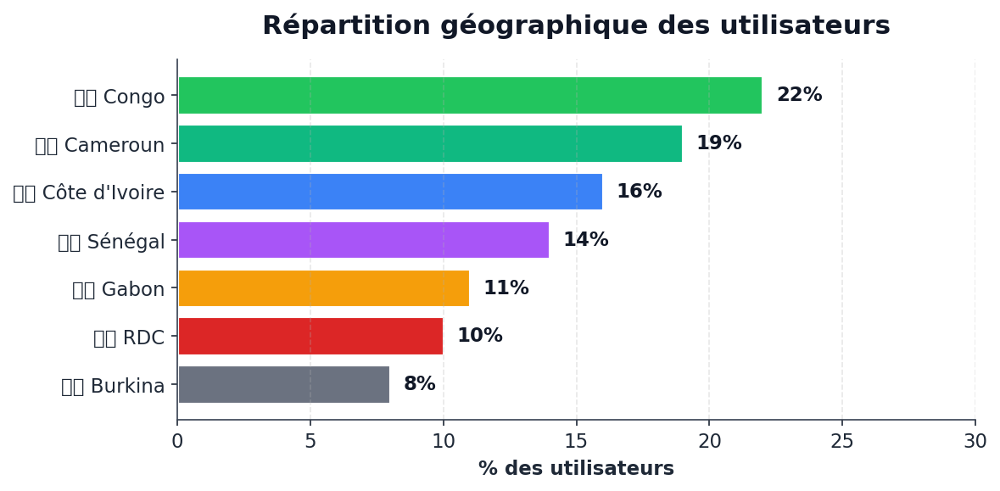 Répartition géographique des utilisateurs
Congo 22%
Cameroun 19%
Côte d'Ivoire 16%
Sénégal 14%
Gabon 11%
RDC 10%
Burkina 8%
0 5 10 15 20 25 30
% des utilisateurs